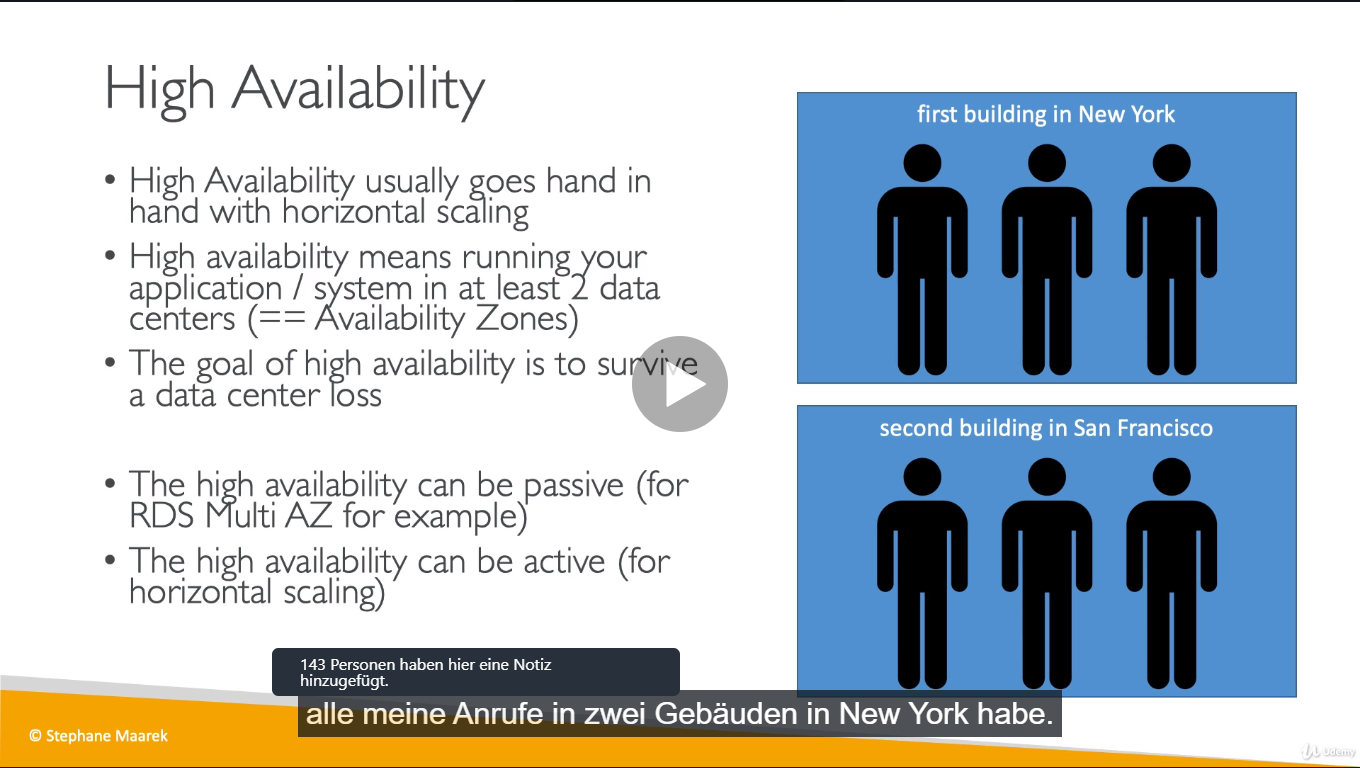 High Availability
• High Availability usually goes hand in
hand with horizontal scaling
• High availability means running your
application / system in at least 2 data
centers (== Availability Zones)
• The goal of high availability is to survive
a data center loss
• The high availability can be passive (for
RDS Multi AZ for example)
• The high availability can be active (for
horizontal scaling)
first building in New York
second building in San Francisco
143 Personen haben hier eine Notiz
hinzugefügt.
alle meine Anrufe in zwei Gebäuden in New York habe.
© Stephane Maarek
Udemy